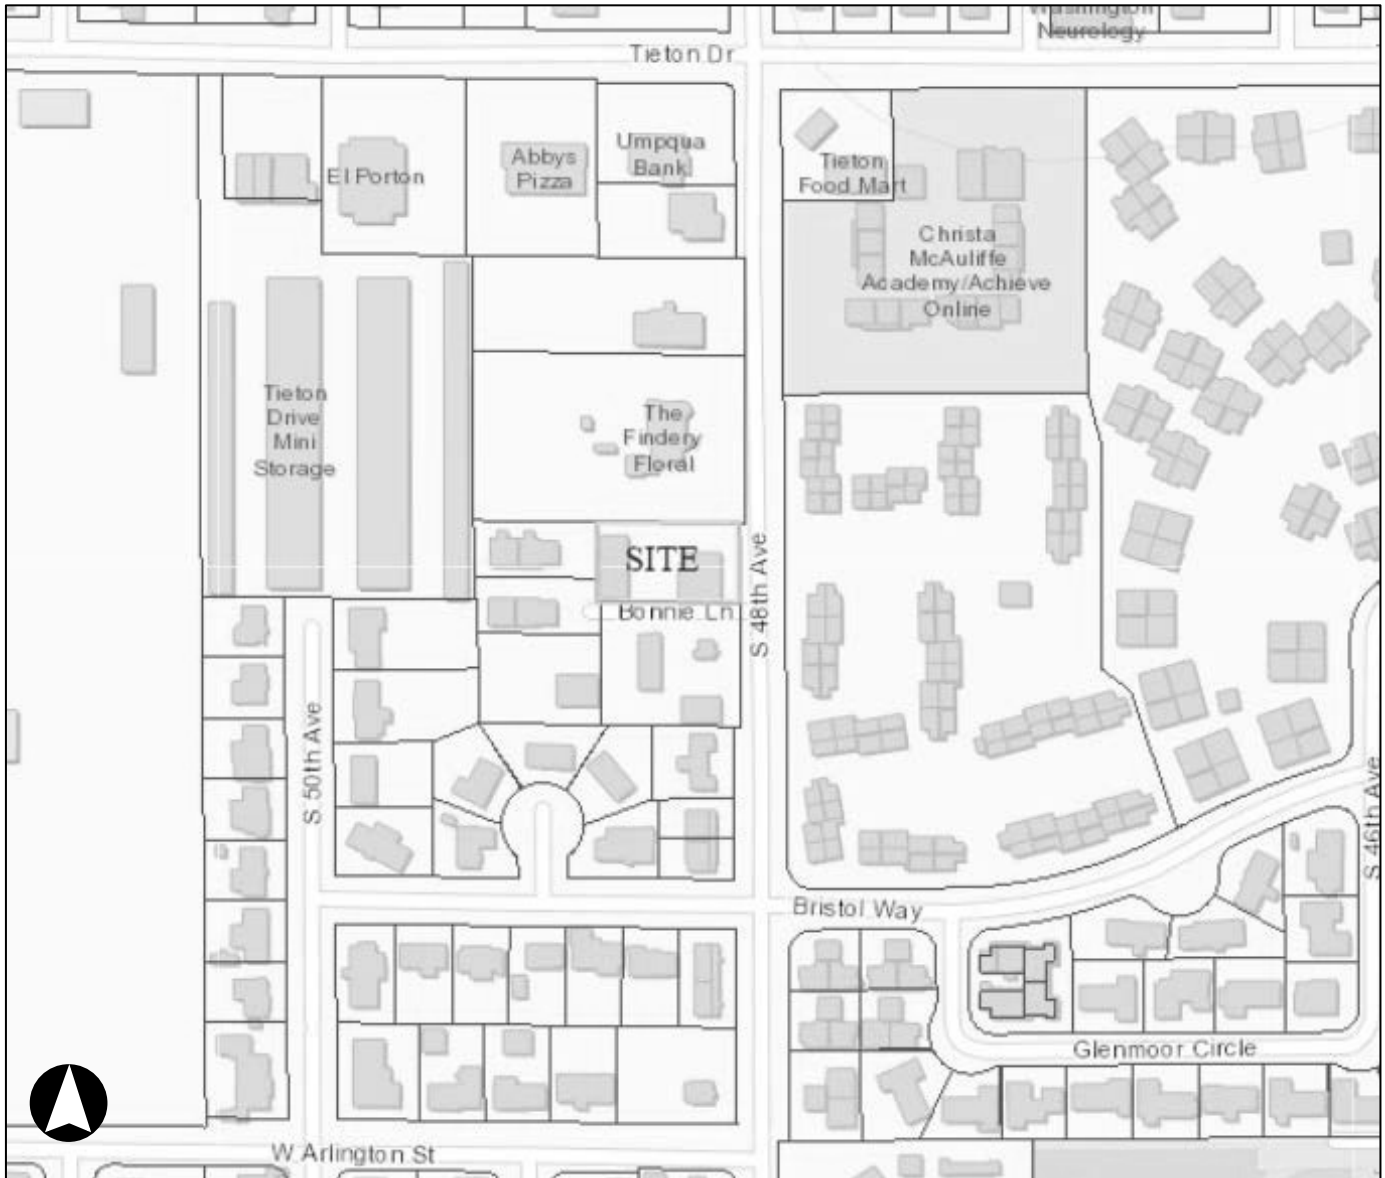 Washington
Neurology
Tieton Dr
Umpqua
Bank
Abbys
Pizza
El Porton
Tieton
Food Mart
Christa
McAuliffe
Academy/Achieve
Online
Tieton
Drive
Mini
Storage
The
Findery
Floral
SITE
Bonnie Ln
S 48th Ave
S 50th Ave
S 46th Ave
Bristol Way
Glenmoor Circle
W Arlington St